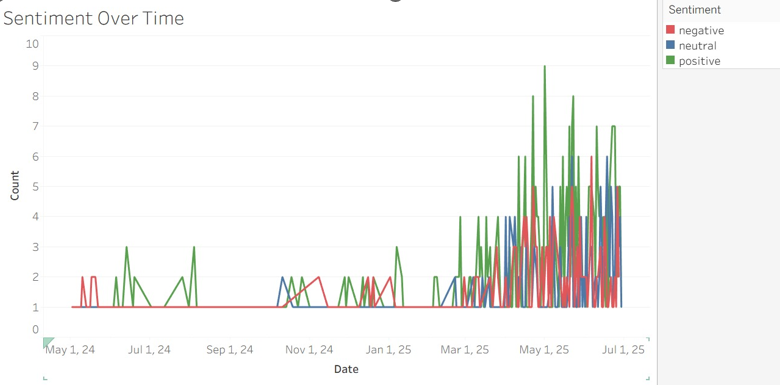 Sentiment Over Time
Sentiment
negative
neutral
positive
10
9
8
7
6
5
4
3
2
1
0
Count
May 1, 24 Jul 1, 24 Sep 1, 24 Nov 1, 24 Jan 1, 25 Mar 1, 25 May 1, 25 Jul 1, 25
Date